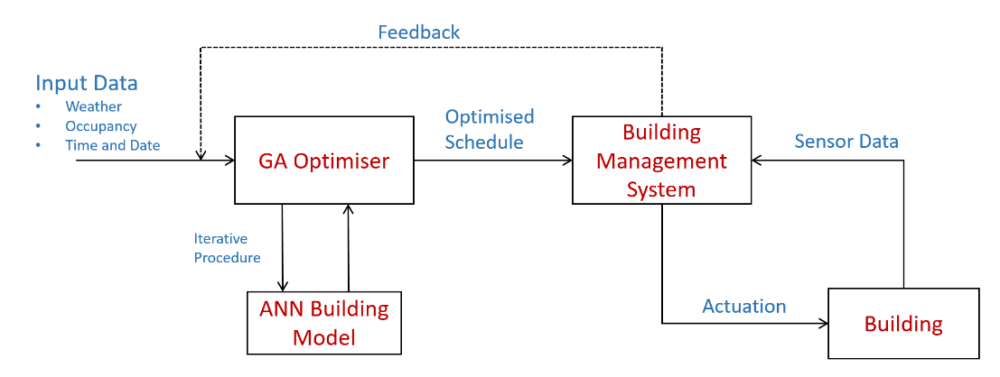 Feedback
Input Data
• Weather
• Occupancy
• Time and Date
GA Optimiser
Optimised
Schedule
Building
Management
System
Sensor Data
Iterative
Procedure
ANN Building
Model
Actuation
Building